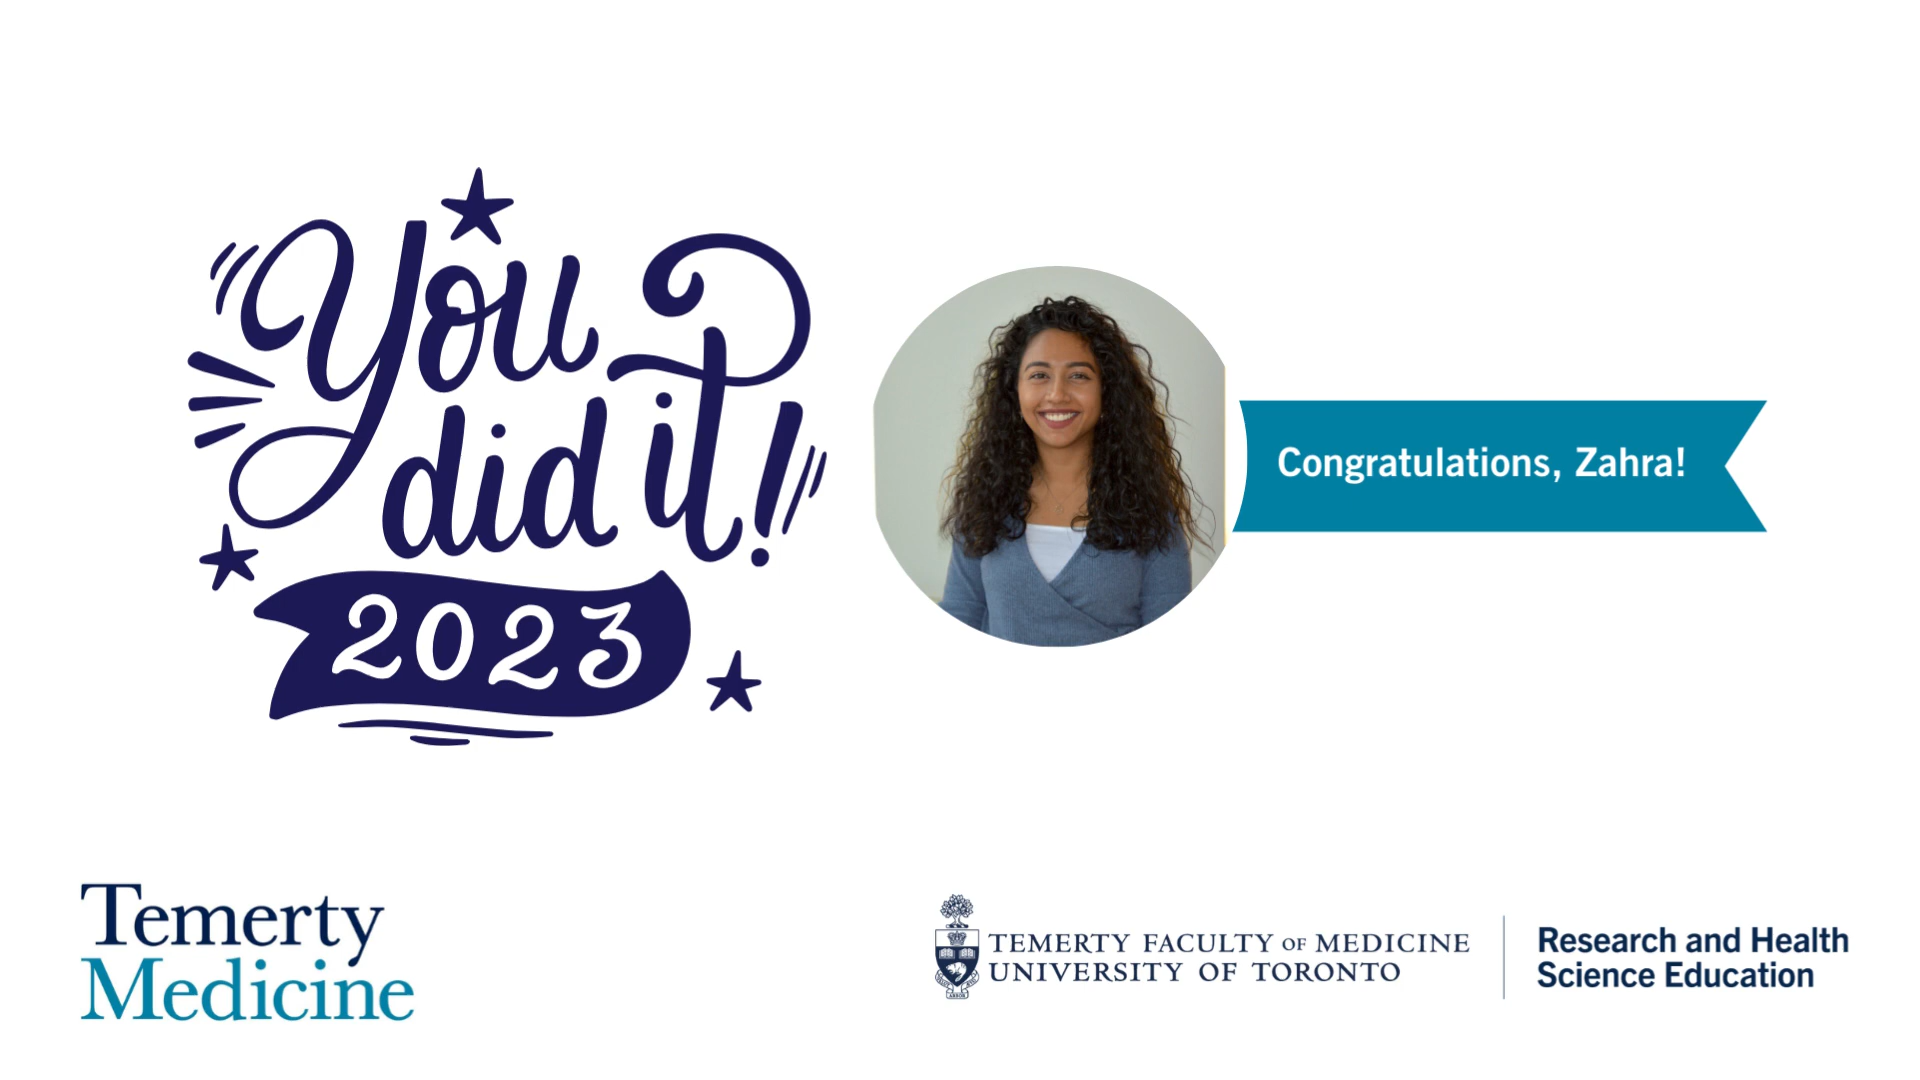 You
did it!
2023
Congratulations, Zahra!
Temerty
Medicine
TEMERTY FACULTY OF MEDICINE
UNIVERSITY OF TORONTO
Research and Health
Science Education